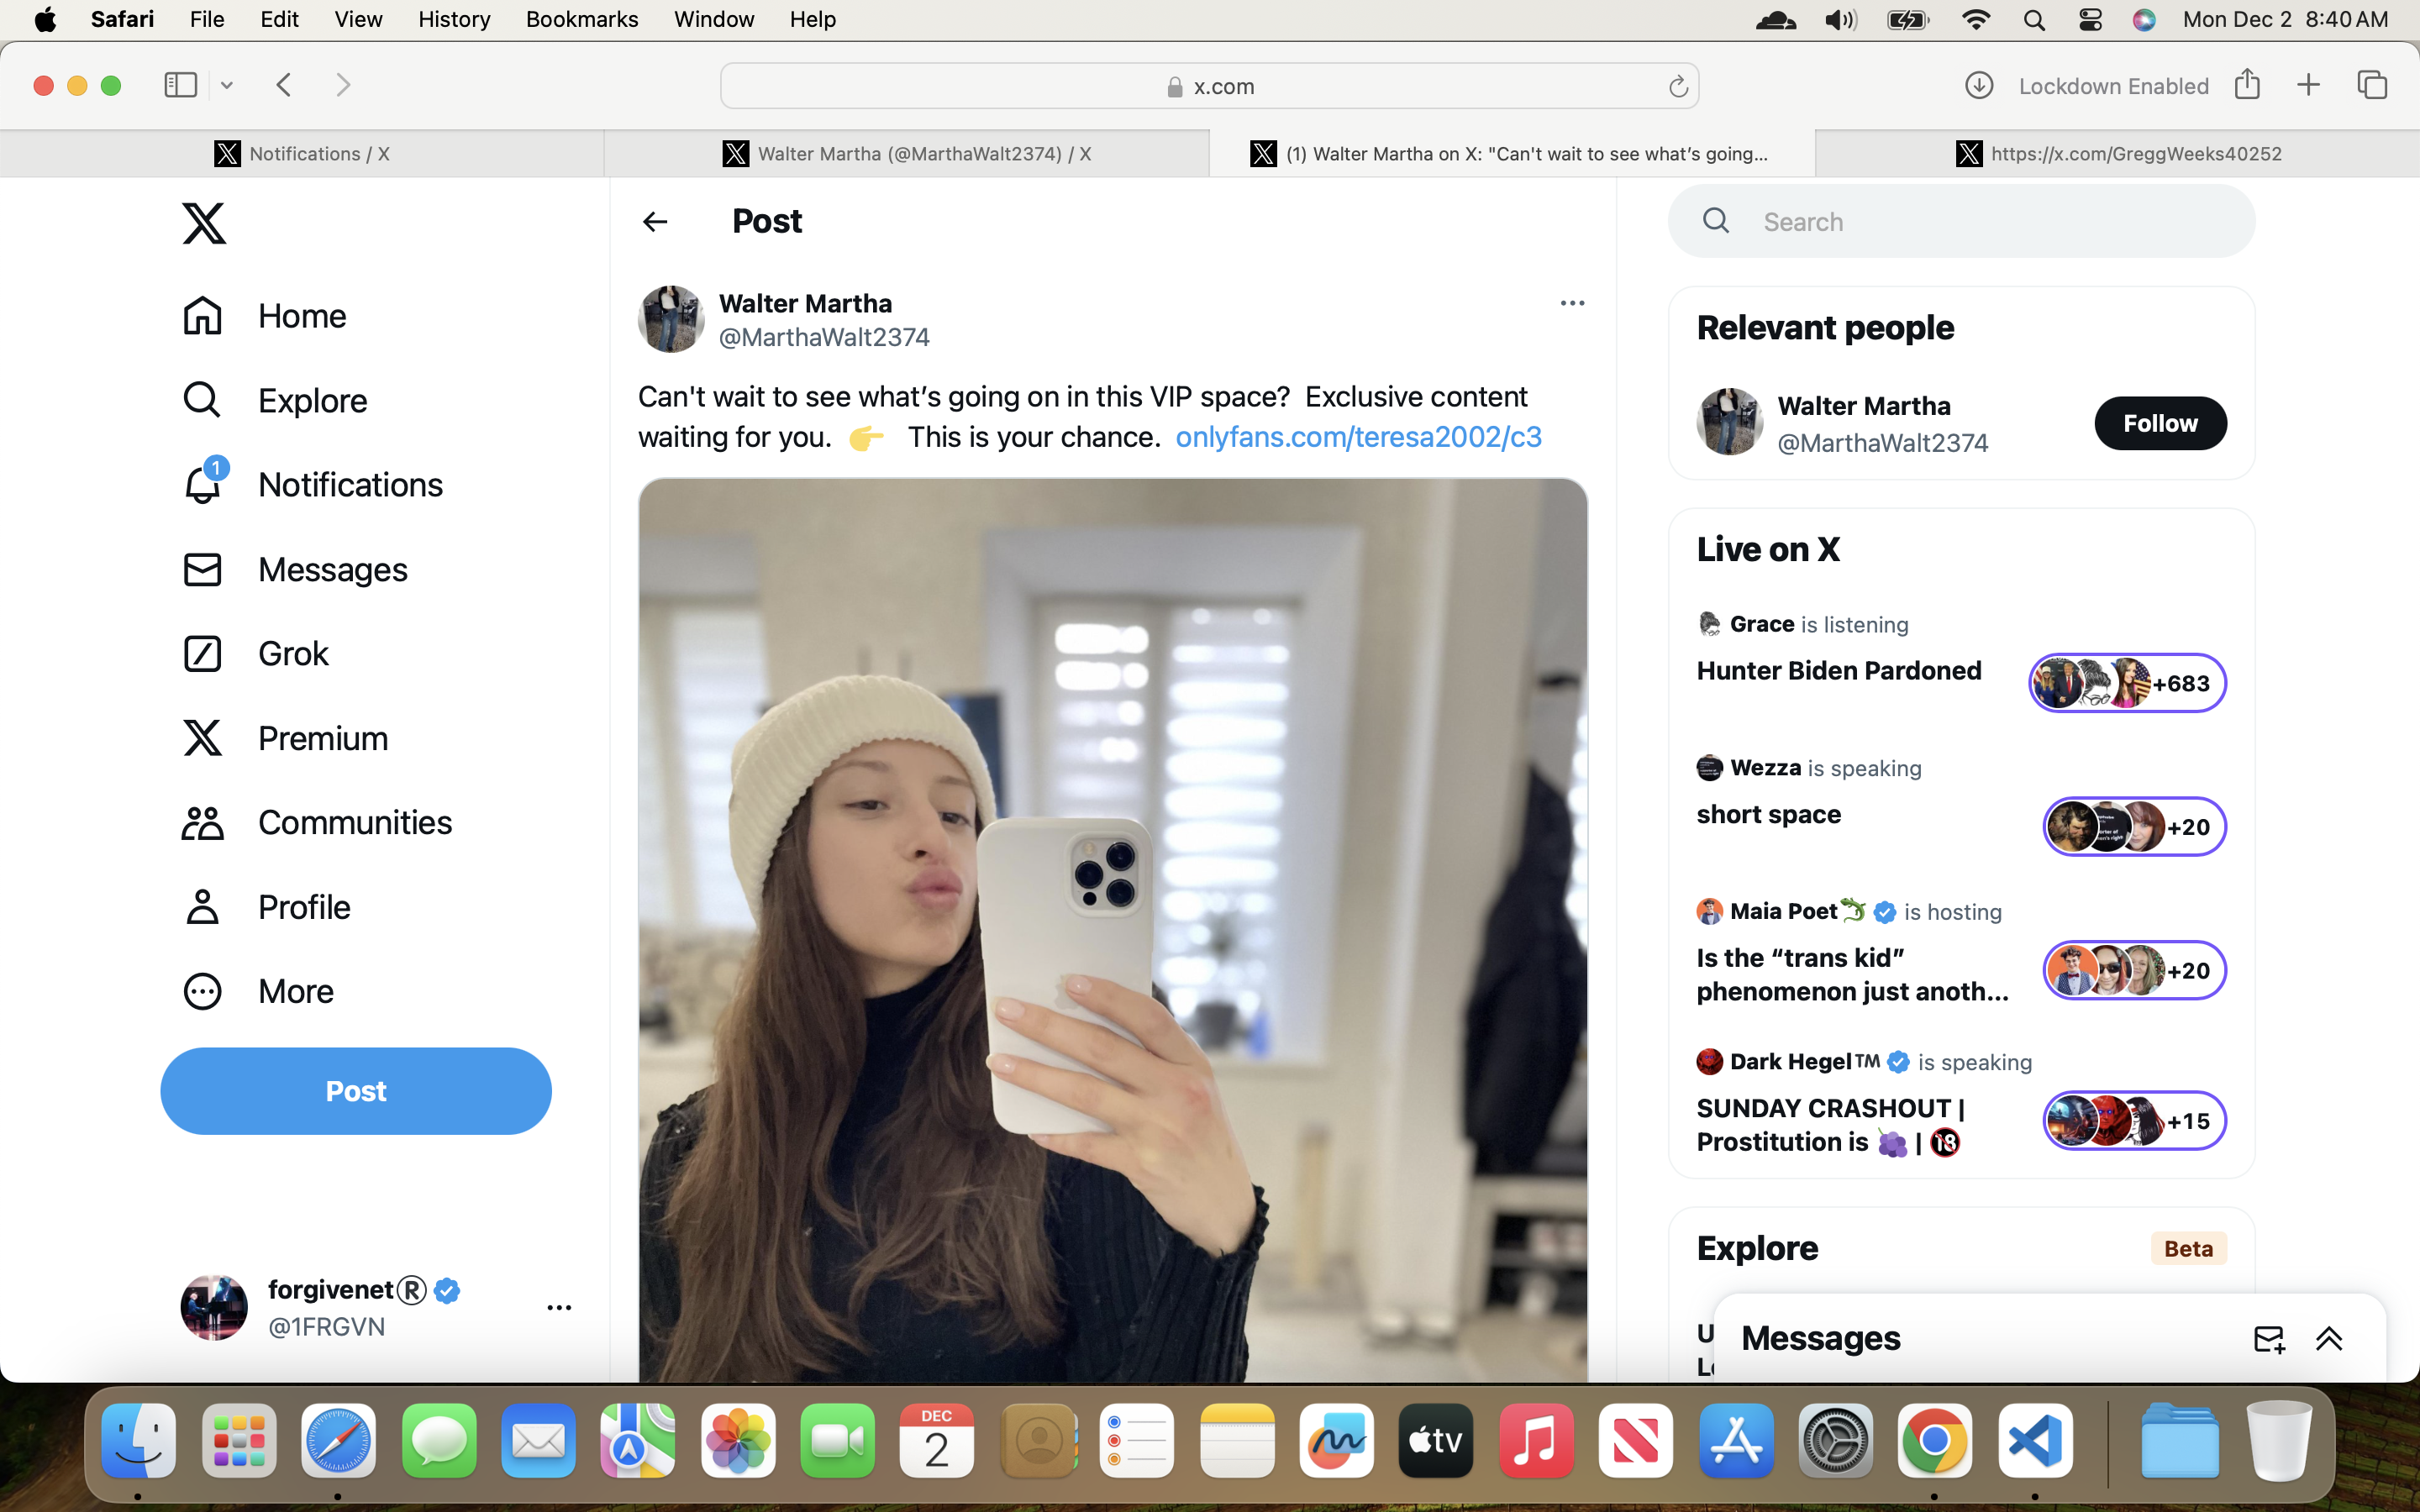 Safari File Edit View History Bookmarks Window Help Mon Dec 2 8:40 AM
x.com Lockdown Enabled
Notifications / X
Walter Martha (@MarthaWalt2374) / X
(1) Walter Martha on X: "Can't wait to see what’s going...
https://x.com/GreggWeeks40252
Home
Explore
1
Notifications
Messages
Grok
Premium
Communities
Profile
More
Post
forgivenet®
@1FRGVN
Post
Walter Martha
@MarthaWalt2374
Can't wait to see what’s going on in this VIP space? Exclusive content
waiting for you. 👉 This is your chance. onlyfans.com/teresa2002/c3
Search
Relevant people
Walter Martha
@MarthaWalt2374
Follow
Live on X
Grace is listening
Hunter Biden Pardoned
+683
Wezza is speaking
short space
+20
Maia Poet🦎 is hosting
Is the “trans kid”
phenomenon just anoth...
+20
Dark Hegel™ is speaking
SUNDAY CRASHOUT |
Prostitution is 🍇 | 🔞
+15
Explore
Beta
Messages
DEC
2
tv